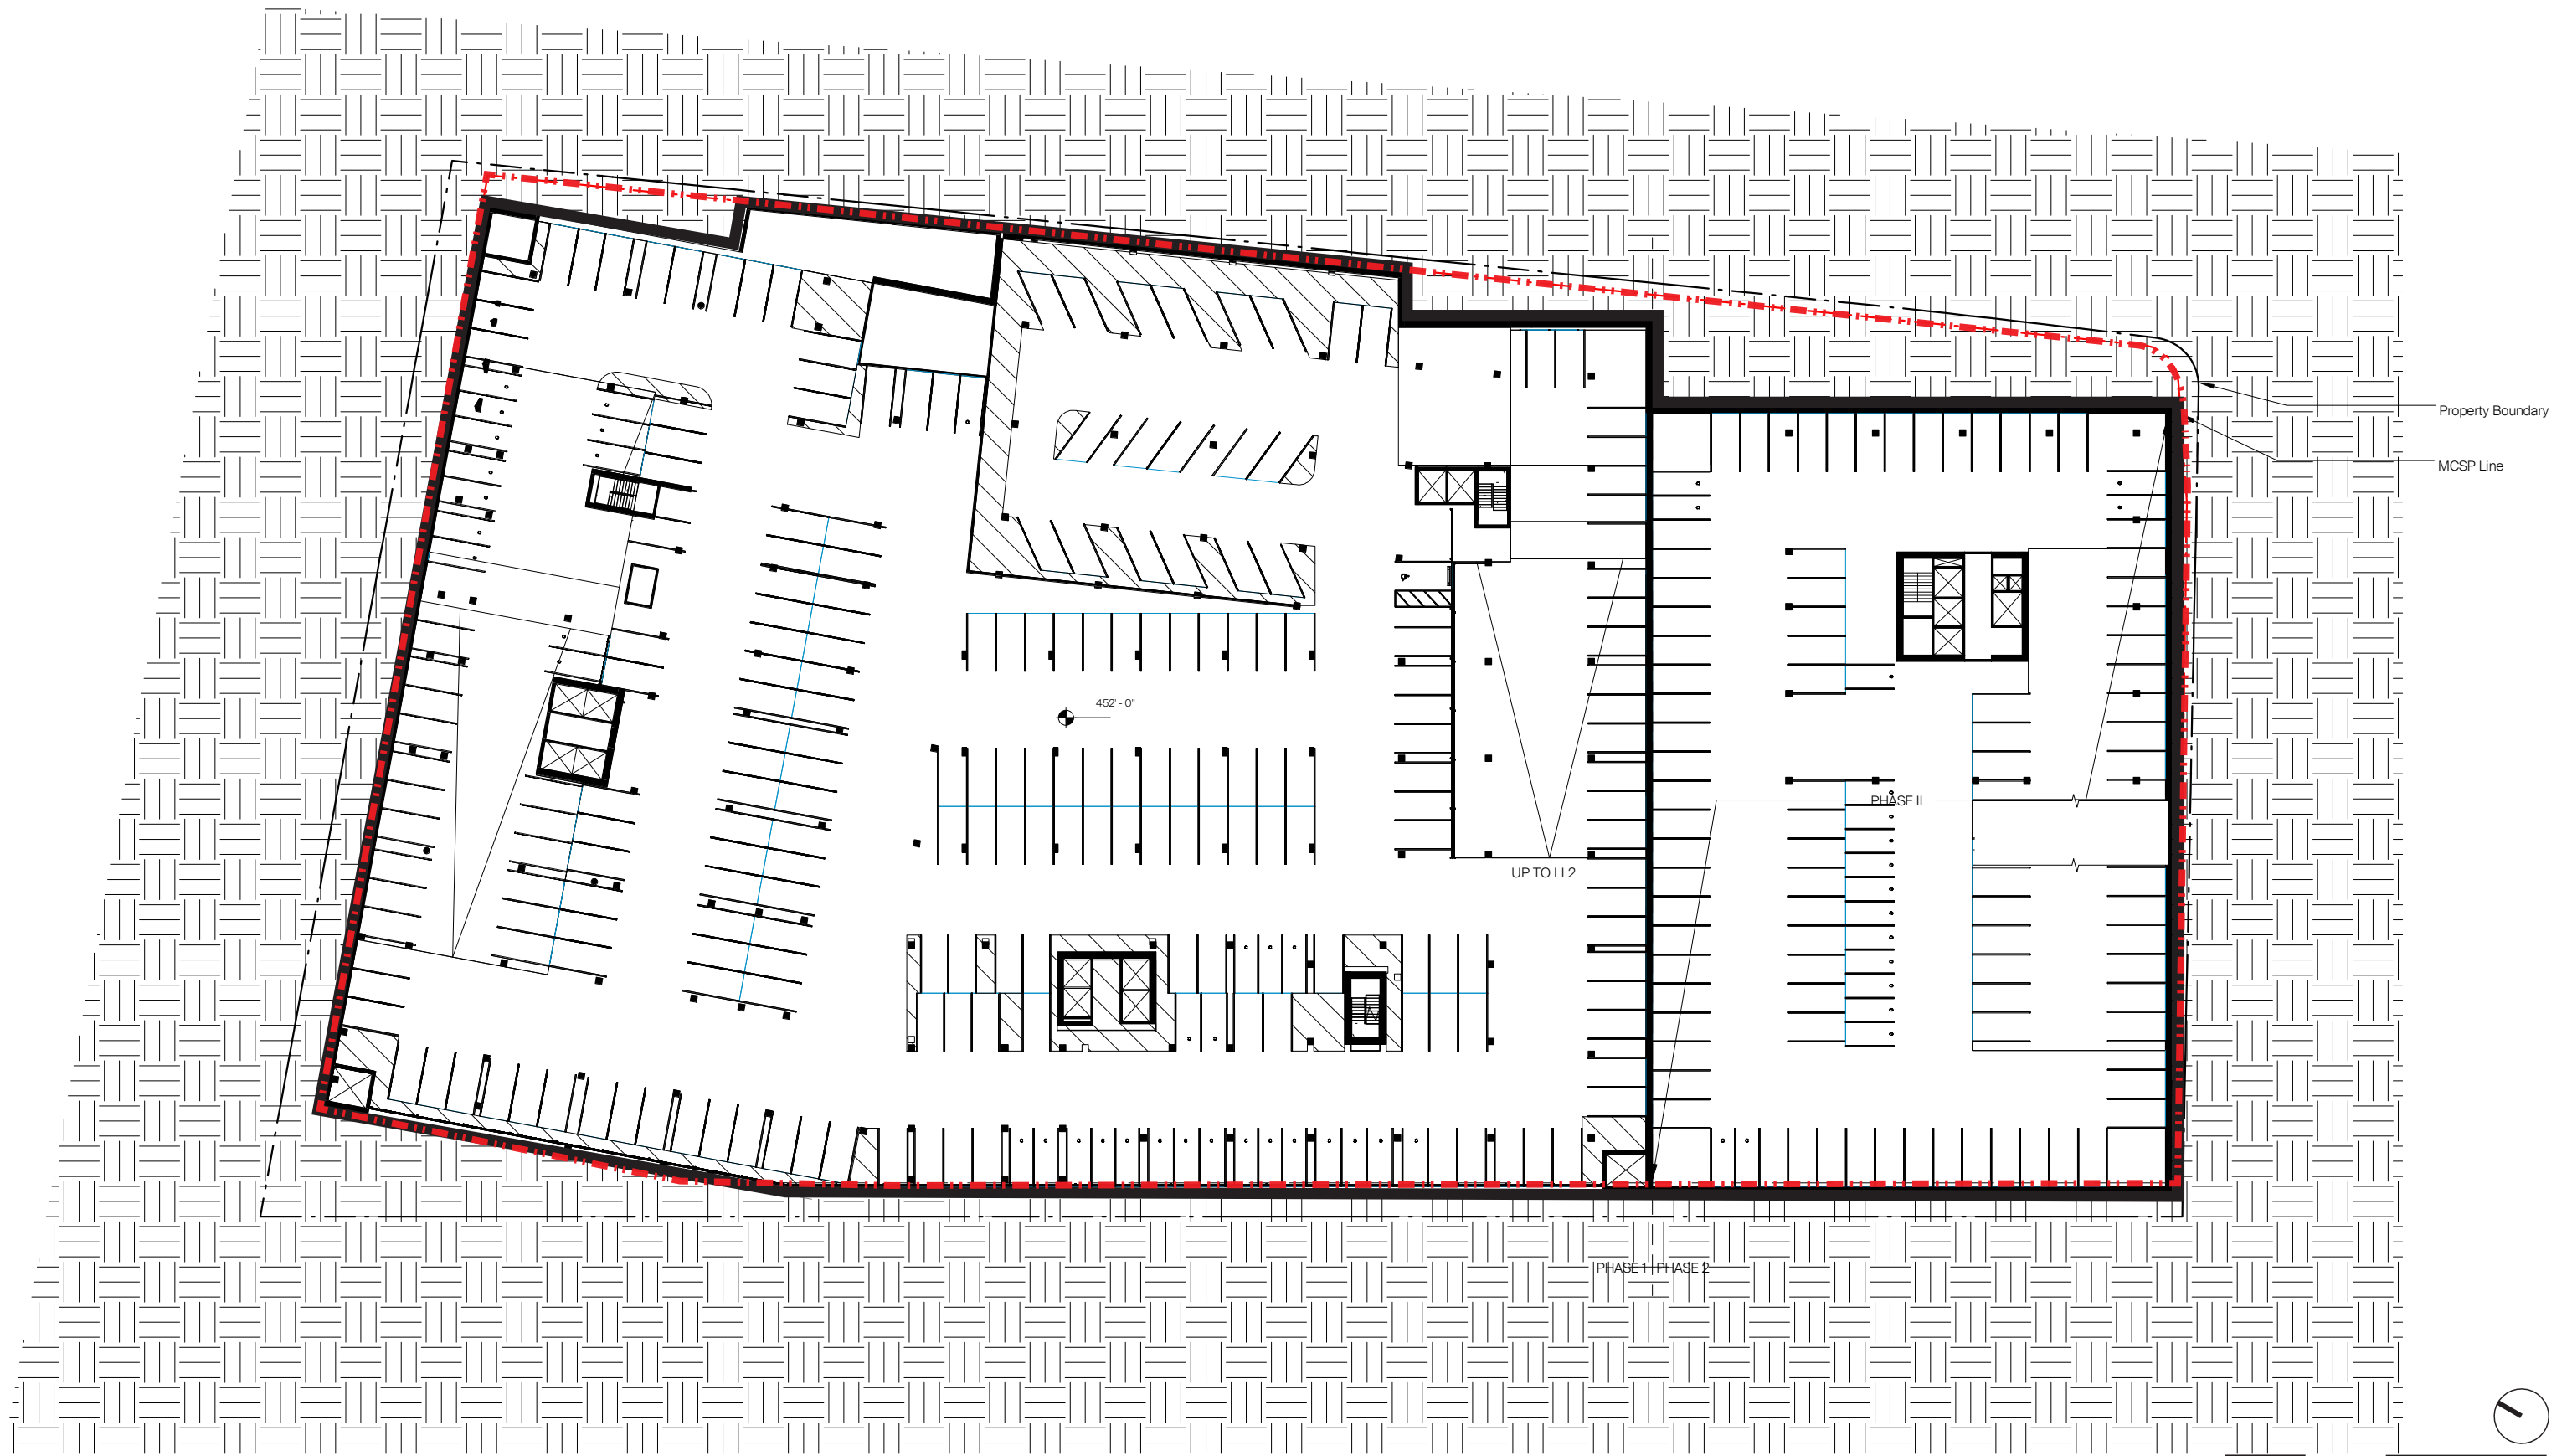 Property Boundary
MCSP Line
452' - 0"
PHASE II
UP TO LL2
PHASE 1
PHASE 2